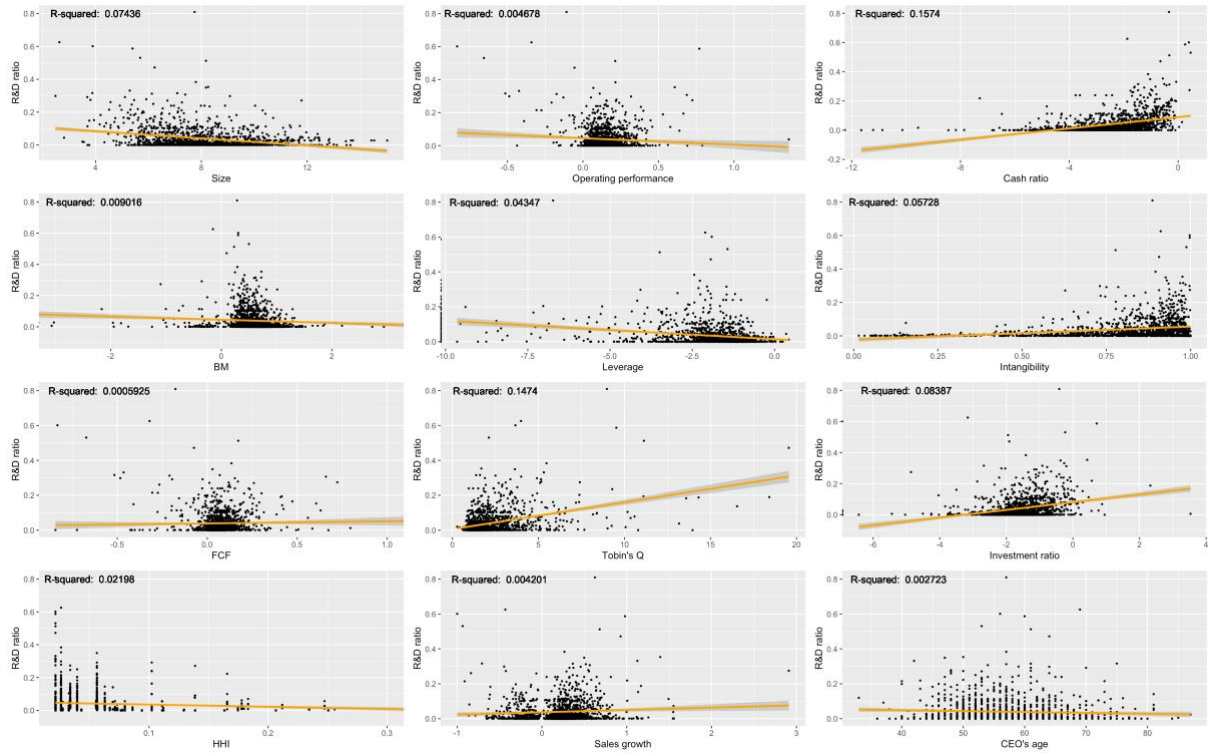 R-squared: 0.07436
R&D ratio
0.8
0.6
0.4
0.2
0.0
4 8 12
Size
R-squared: 0.004678
R&D ratio
0.8
0.6
0.4
0.2
0.0
-0.5 0.0 0.5 1.0
Operating performance
R-squared: 0.1574
R&D ratio
0.8
0.6
0.4
0.2
0.0
-0.2
-8 -4 0
Cash ratio
R-squared: 0.009016
R&D ratio
0.8
0.6
0.4
0.2
0.0
-2 0 2
BM
R-squared: 0.04347
R&D ratio
0.8
0.6
0.4
0.2
0.0
-10.0 -7.5 -5.0 -2.5 0.0
Leverage
R-squared: 0.05728
R&D ratio
0.8
0.6
0.4
0.2
0.0
0.00 0.25 0.50 0.75 1.00
Intangibility
R-squared: 0.0005925
R&D ratio
0.8
0.6
0.4
0.2
0.0
-0.5 0.0 0.5 1.0
FCF
R-squared: 0.1474
R&D ratio
0.8
0.6
0.4
0.2
0.0
0 5 10 15 20
Tobin's Q
R-squared: 0.08387
R&D ratio
0.8
0.6
0.4
0.2
0.0
-6 -4 -2 0 2 4
Investment ratio
R-squared: 0.02198
R&D ratio
0.8
0.6
0.4
0.2
0.0
0.1 0.2 0.3
HHI
R-squared: 0.004201
R&D ratio
0.8
0.6
0.4
0.2
0.0
-1 0 1 2 3
Sales growth
R-squared: 0.002723
R&D ratio
0.8
0.6
0.4
0.2
0.0
40 50 60 70 80
CEO's age